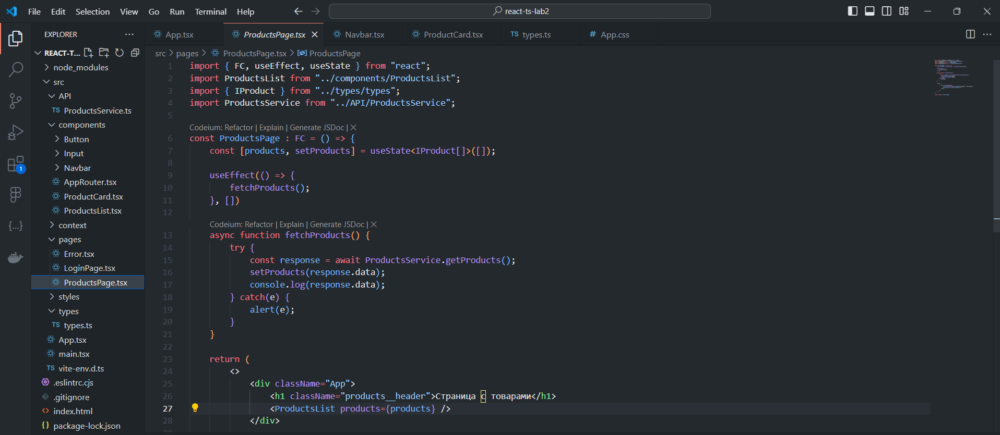 File Edit Selection View Go Run Terminal Help
react-ts-lab2
EXPLORER
REACT-T...
node_modules
src
API
TS ProductsService.ts
components
Button
Input
Navbar
AppRouter.tsx
ProductCard.tsx
ProductsList.tsx
context
pages
Error.tsx
LoginPage.tsx
ProductsPage.tsx
styles
types
TS types.ts
App.tsx
main.tsx
TS vite-env.d.ts
.eslintrc.cjs
.gitignore
<> index.html
{} package-lock.json
1
{...}
App.tsx ProductsPage.tsx Navbar.tsx ProductCard.tsx TS types.ts # App.css
src > pages > ProductsPage.tsx > ProductsPage
1 import { FC, useEffect, useState } from "react";
2 import ProductsList from "../components/ProductsList";
3 import { IProduct } from "../types/types";
4 import ProductsService from "../API/ProductsService";
5
Codeium: Refactor | Explain | Generate JSDoc | ×
6 const ProductsPage : FC = () => {
7 const [products, setProducts] = useState<IProduct[]>([]);
8
9 useEffect(() => {
10 fetchProducts();
11 }, [])
12
Codeium: Refactor | Explain | Generate JSDoc | ×
13 async function fetchProducts() {
14 try {
15 const response = await ProductsService.getProducts();
16 setProducts(response.data);
17 console.log(response.data);
18 } catch(e) {
19 alert(e);
20 }
21 }
22
23 return (
24 <>
25 <div className="App">
26 <h1 className="products__header">Страница с товарами</h1>
27 <ProductsList products={products} />
28 </div>